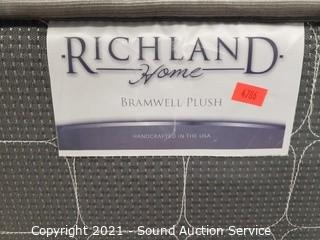 ·RICHLAND·
Home
BRAMWELL PLUSH
4786
HANDCRAFTED IN THE USA
Copyright 2021 - Sound Auction Service